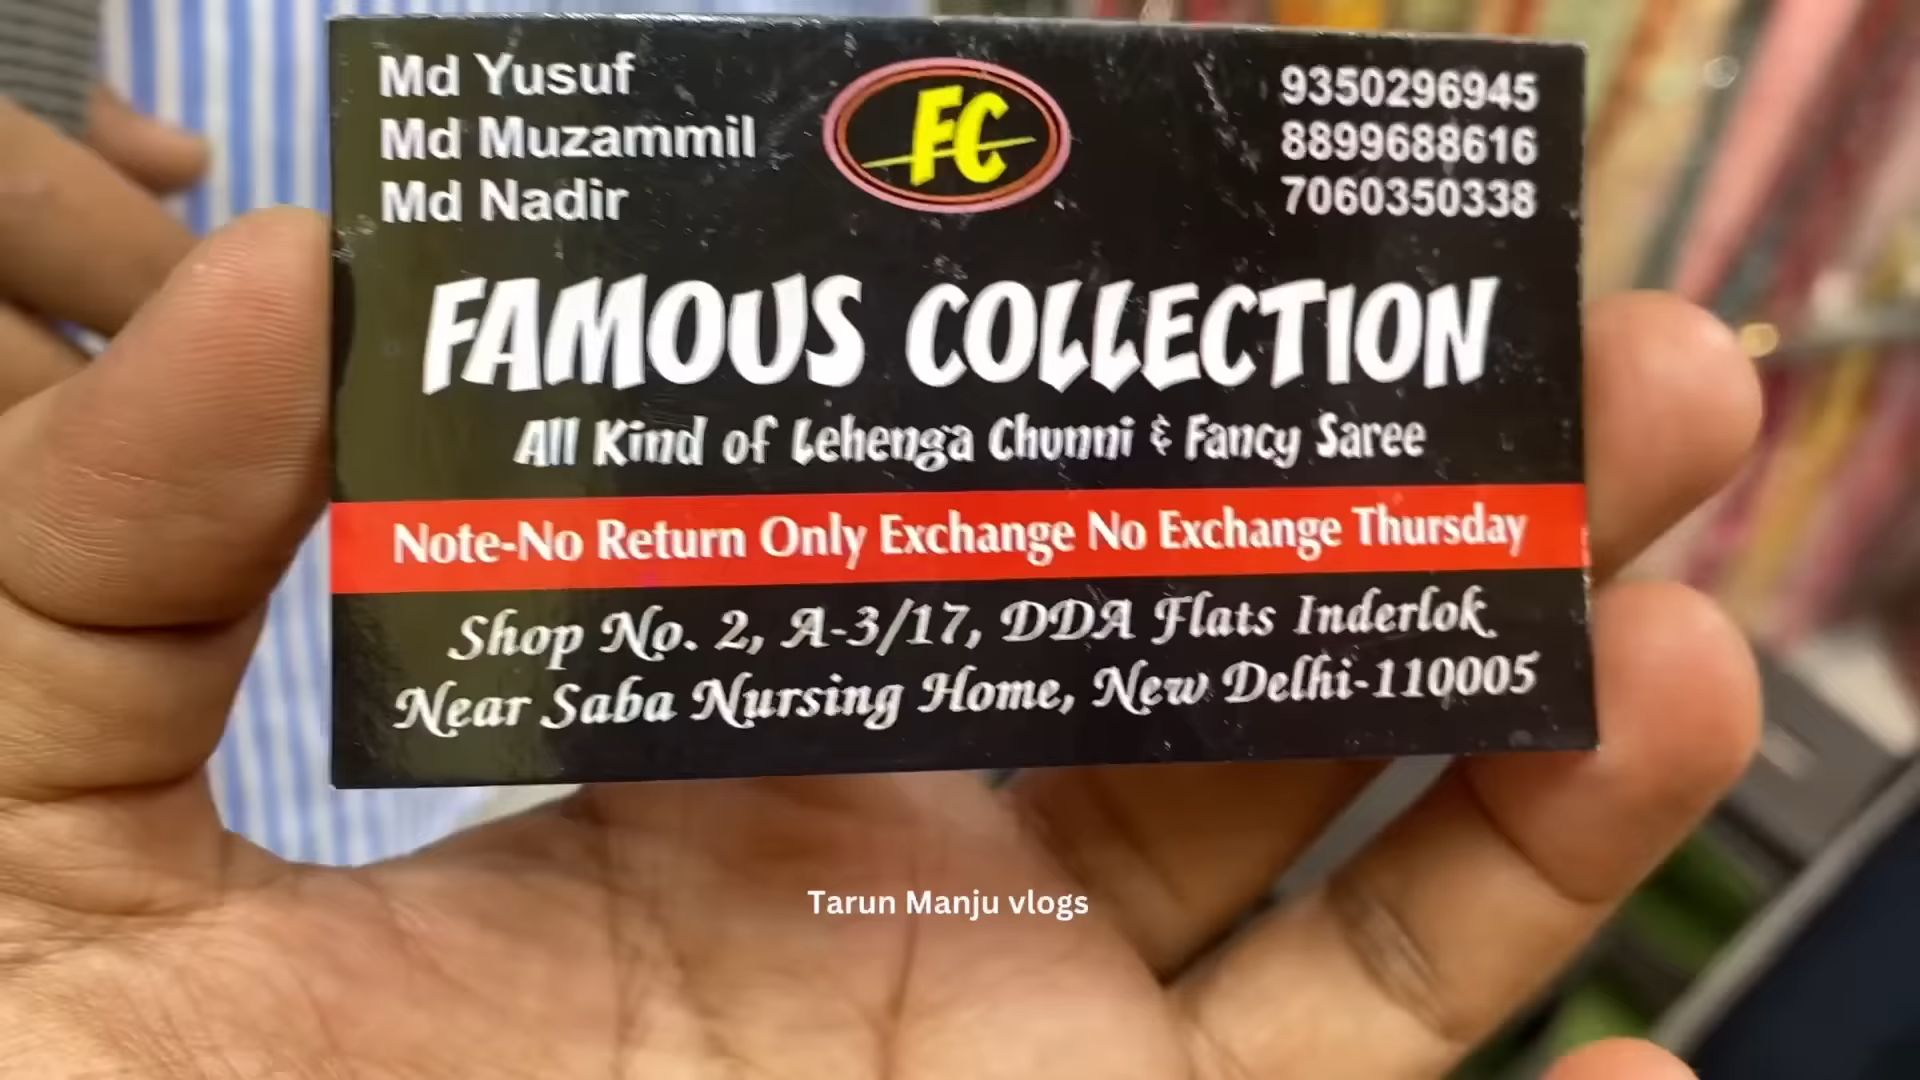 Md Yusuf
Md Muzammil
Md Nadir
FC
9350296945
8899688616
7060350338
FAMOUS COLLECTION
All Kind of Lehenga Chunni & Fancy Saree
Note-No Return Only Exchange No Exchange Thursday
Shop No. 2, A-3/17, DDA Flats Inderlok
Near Saba Nursing Home, New Delhi-110005
Tarun Manju vlogs